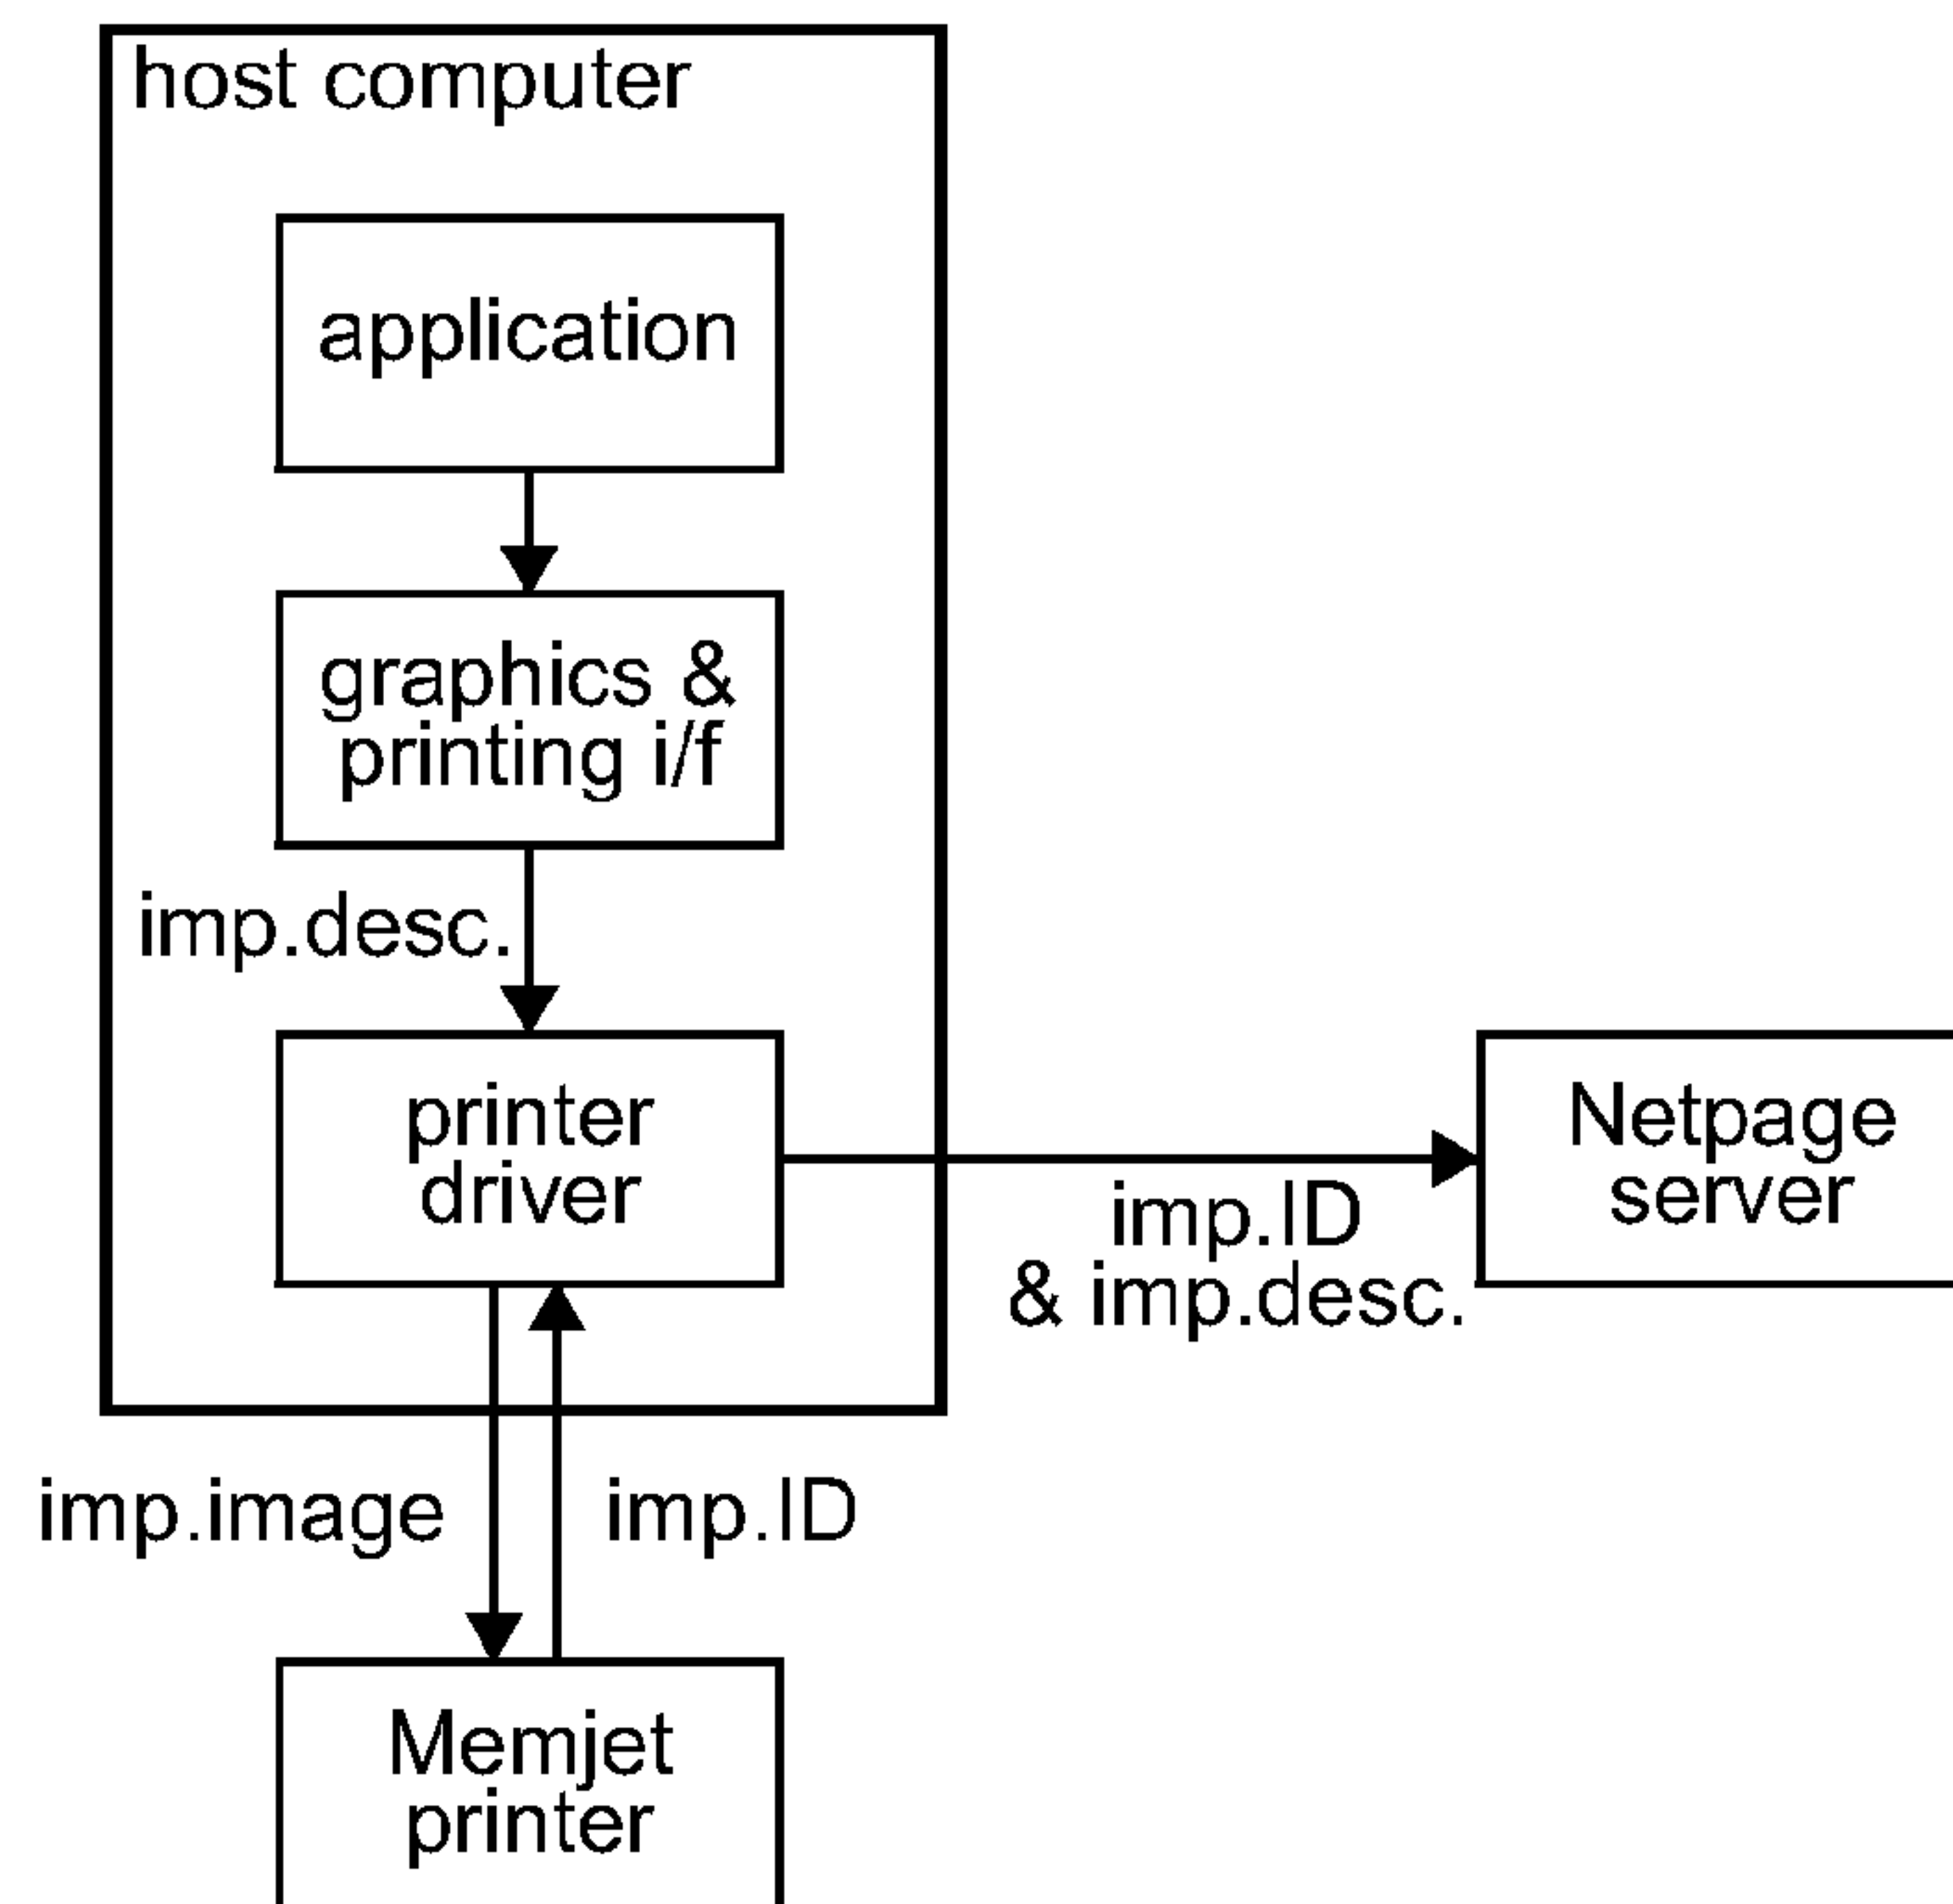 host computer
application
graphics &
printing i/f
imp.desc.
printer
driver
Netpage
server
imp.ID
& imp.desc.
imp.image
imp.ID
Memjet
printer